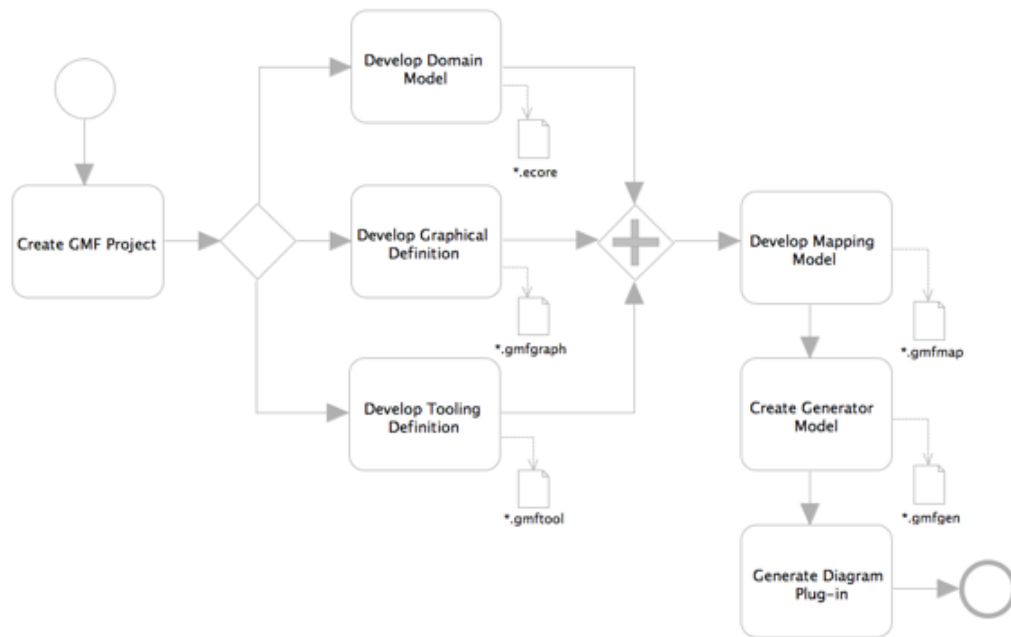 Develop Domain
Model
*.ecore
Create GMF Project
Develop Graphical
Definition
*.gmfgraph
Develop Tooling
Definition
*.gmftool
Develop Mapping
Model
*.gmfmap
Create Generator
Model
*.gmfgen
Generate Diagram
Plug-in